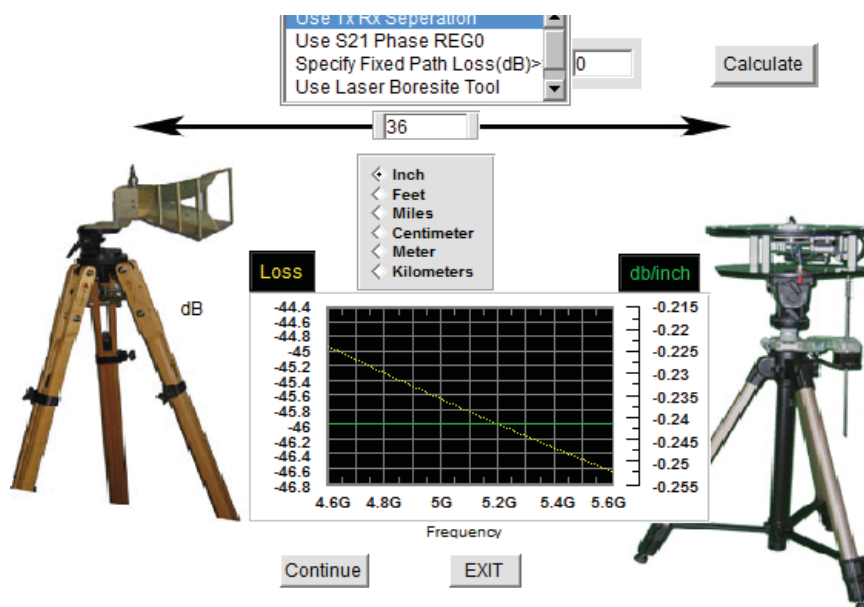 Use Tx Rx Seperation
Use S21 Phase REG0
Specify Fixed Path Loss(dB)>
Use Laser Boresite Tool
0
Calculate
36
Inch
Feet
Miles
Centimeter
Meter
Kilometers
Loss
db/inch
dB
-44.4
-44.6
-44.8
-45
-45.2
-45.4
-45.6
-45.8
-46
-46.2
-46.4
-46.6
-46.8
-0.215
-0.22
-0.225
-0.23
-0.235
-0.24
-0.245
-0.25
-0.255
4.6G 4.8G 5G 5.2G 5.4G 5.6G
Frequency
Continue
EXIT